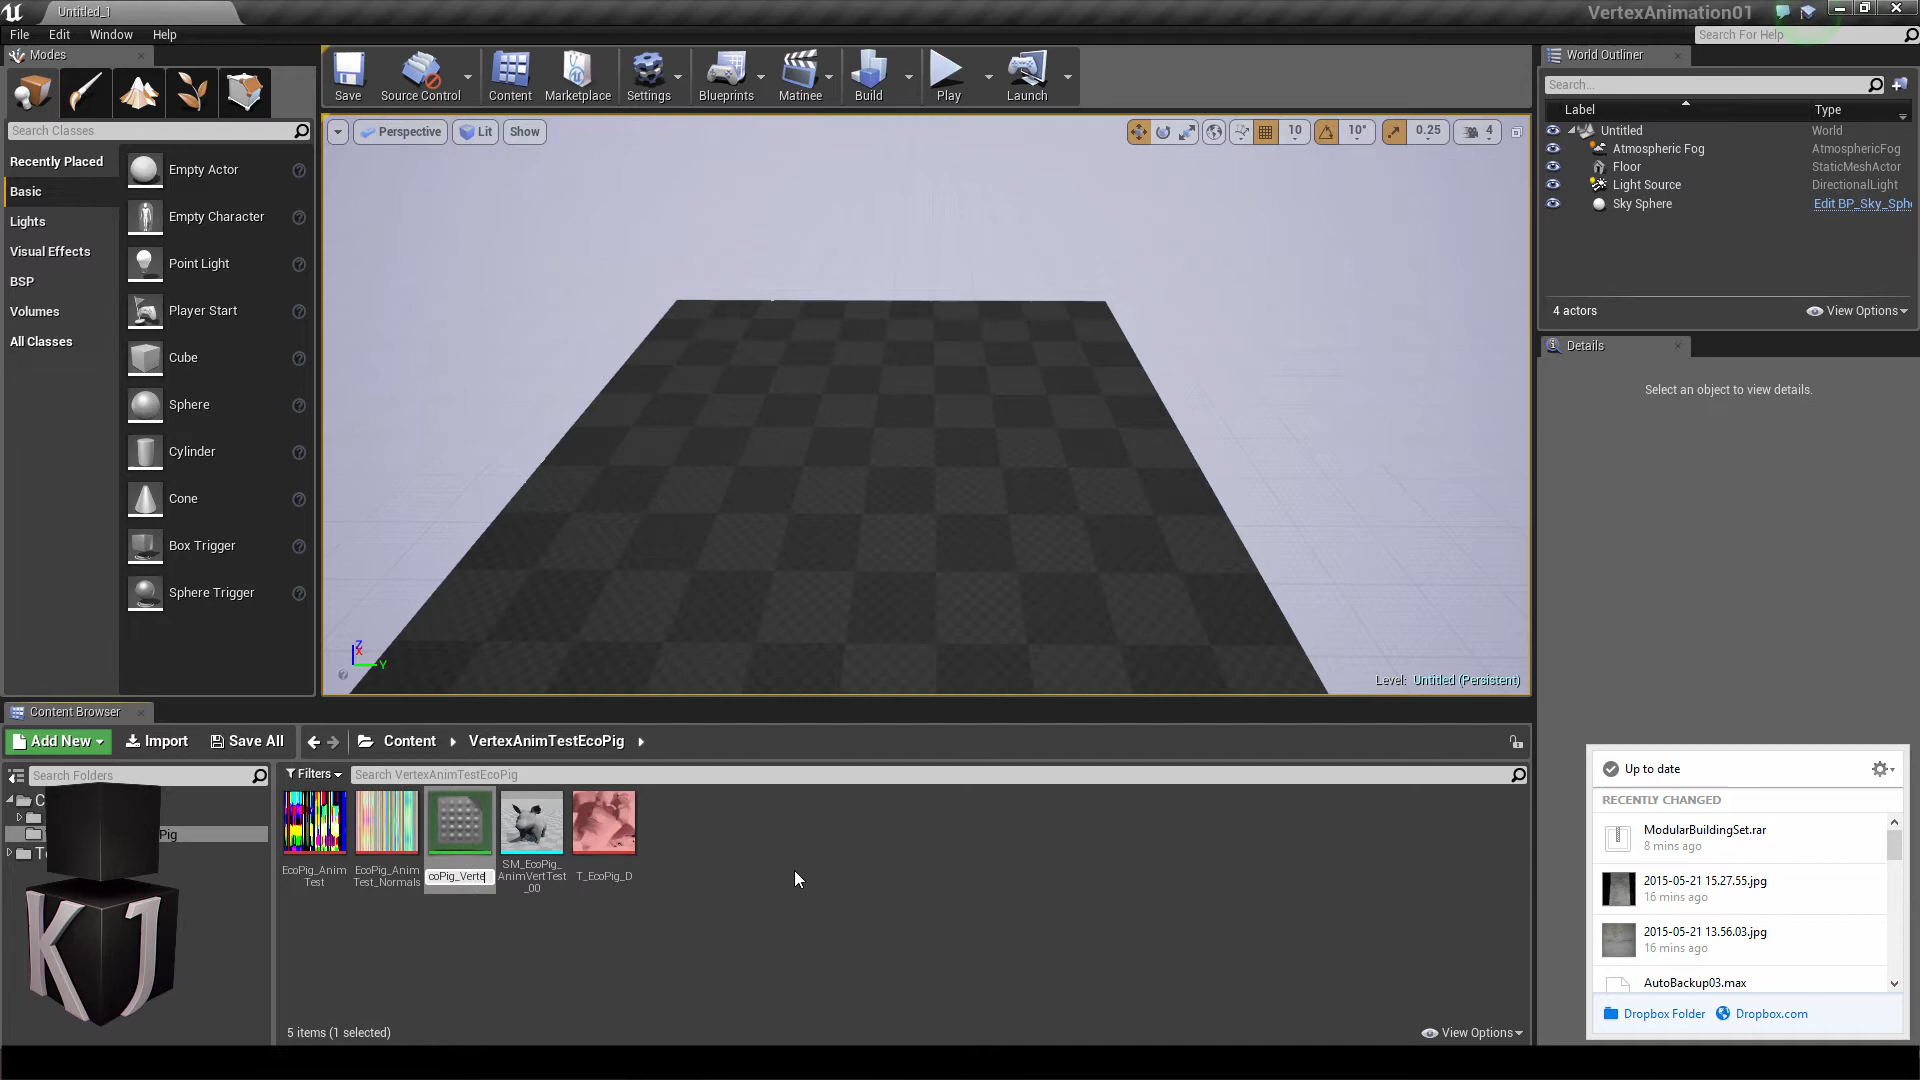 Untitled_1
VertexAnimation01
File Edit Window Help
Search For Help
Modes
Search Classes
Recently Placed
Basic
Lights
Visual Effects
BSP
Volumes
All Classes
Empty Actor
Empty Character
Point Light
Player Start
Cube
Sphere
Cylinder
Cone
Box Trigger
Sphere Trigger
Save
Source Control
Content
Marketplace
Settings
Blueprints
Matinee
Build
Play
Launch
Perspective
Lit
Show
10
10°
0.25
4
Z
X
Y
Level: Untitled (Persistent)
World Outliner
Search...
Label Type
Untitled World
Atmospheric Fog AtmosphericFog
Floor StaticMeshActor
Light Source DirectionalLight
Sky Sphere Edit BP_Sky_Sph
4 actors
View Options
Details
Select an object to view details.
Content Browser
Add New
Import
Save All
Content
VertexAnimTestEcoPig
Search Folders
C
Pig
T
KJ
Filters
Search VertexAnimTestEcoPig
EcoPig_Anim
Test
EcoPig_Anim
Test_Normals
coPig_Verte
SM_EcoPig_
AnimVertTest
_00
T_EcoPig_D
5 items (1 selected)
View Options
Up to date
RECENTLY CHANGED
ModularBuildingSet.rar
8 mins ago
2015-05-21 15.27.55.jpg
16 mins ago
2015-05-21 13.56.03.jpg
16 mins ago
AutoBackup03.max
Dropbox Folder
Dropbox.com